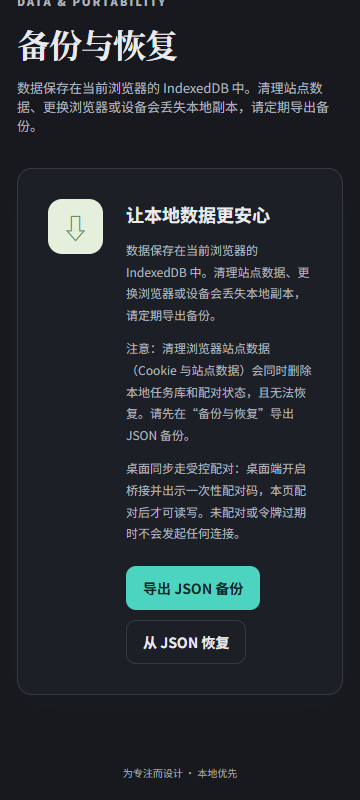 DATA & PORTABILITY
备份与恢复
数据保存在当前浏览器的 IndexedDB 中。清理站点数
据、更换浏览器或设备会丢失本地副本，请定期导出备
份。
让本地数据更安心
数据保存在当前浏览器的
IndexedDB 中。清理站点数据、更
换浏览器或设备会丢失本地副本，
请定期导出备份。
注意：清理浏览器站点数据
（Cookie 与站点数据）会同时删除
本地任务库和配对状态，且无法恢
复。请先在“备份与恢复”导出
JSON 备份。
桌面同步走受控配对：桌面端开启
桥接并出示一次性配对码，本页配
对后才可读写。未配对或令牌过期
时不会发起任何连接。
导出 JSON 备份
从 JSON 恢复
为专注而设计 · 本地优先